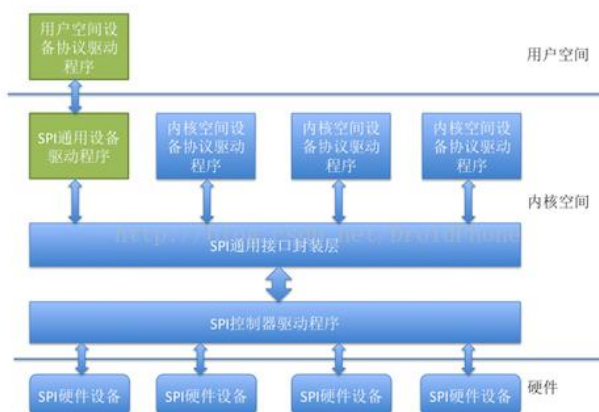 用户空间设
备协议驱动
程序
用户空间
SPI通用设备
驱动程序
内核空间设
备协议驱动
程序
内核空间设
备协议驱动
程序
内核空间设
备协议驱动
程序
内核空间
http://blog.csdn.net/DroidPhone
SPI通用接口封装层
SPI控制器驱动程序
SPI硬件设备
SPI硬件设备
SPI硬件设备
SPI硬件设备
硬件